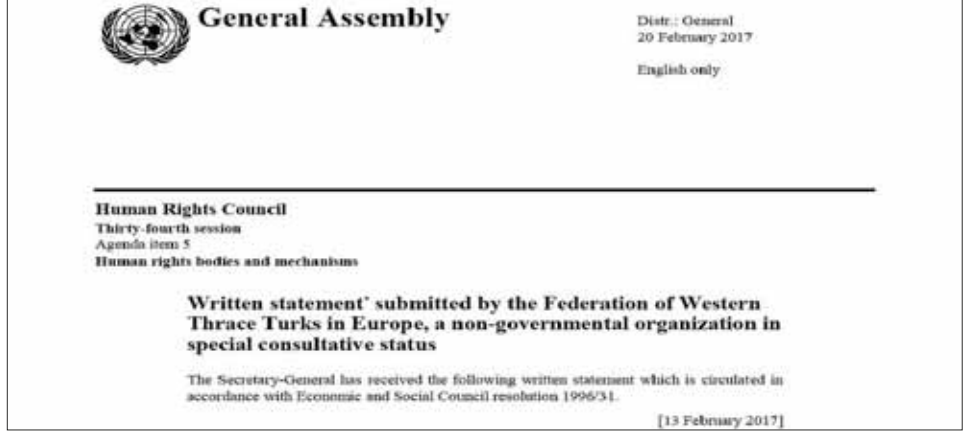 General Assembly
Distr.: General
20 February 2017
English only
Human Rights Council
Thirty-fourth session
Agenda item 5
Human rights bodies and mechanisms
Written statement* submitted by the Federation of Western
Thrace Turks in Europe, a non-governmental organization in
special consultative status
The Secretary-General has received the following written statement which is circulated in
accordance with Economic and Social Council resolution 1996/31.
[13 February 2017]